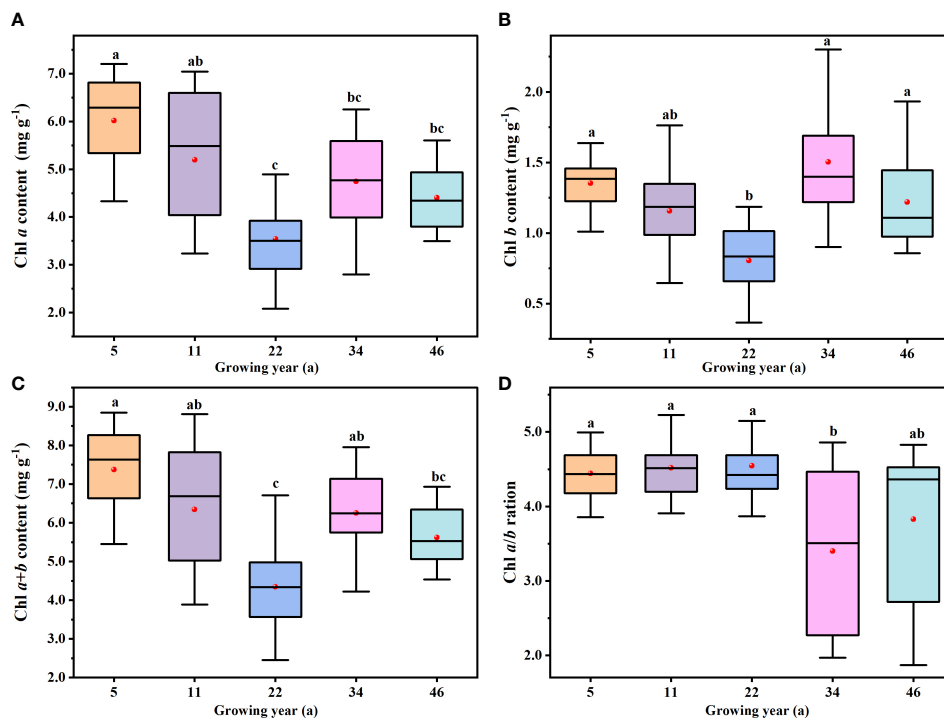 A
Chl a content (mg g⁻¹)
7.0
6.0
5.0
4.0
3.0
2.0
a
ab
c
bc
bc
5
11
22
34
46
Growing year (a)
B
Chl b content (mg g⁻¹)
2.0
1.5
1.0
0.5
a
ab
b
a
a
5
11
22
34
46
Growing year (a)
C
Chl a+b content (mg g⁻¹)
9.0
8.0
7.0
6.0
5.0
4.0
3.0
2.0
a
ab
c
ab
bc
5
11
22
34
46
Growing year (a)
D
Chl a/b ration
5.0
4.0
3.0
2.0
a
a
a
b
ab
5
11
22
34
46
Growing year (a)